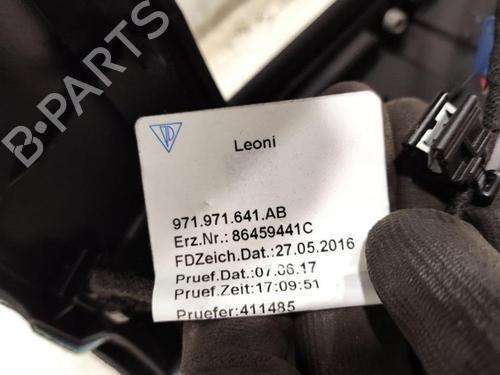 B-PARTS
Leoni
971.971.641.AB
Erz.Nr.:86459441C
FDZeich.Dat.:27.05.2016
Pruef.Dat.:07.06.17
Pruef.Zeit:17:09:51
Pruefer:411485